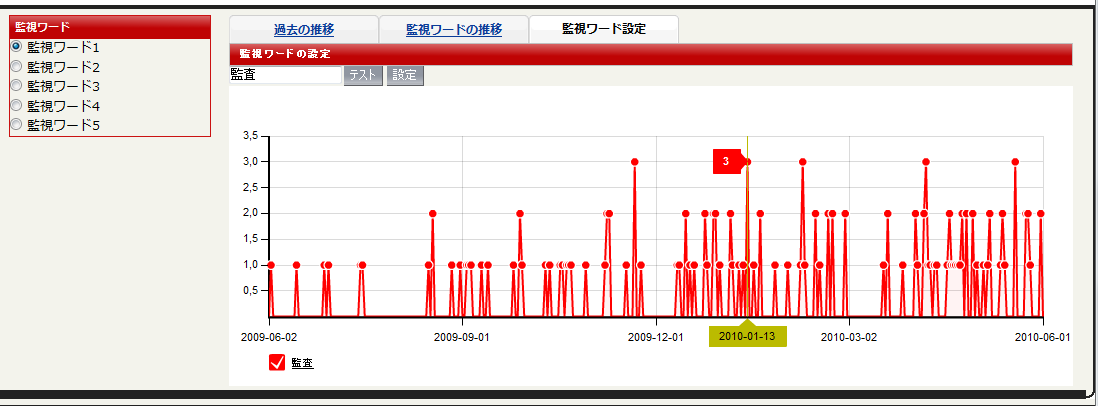 監視ワード
監視ワード1
監視ワード2
監視ワード3
監視ワード4
監視ワード5
過去の推移
監視ワードの推移
監視ワード設定
監視ワードの設定
監査
テスト
設定
3,5
3,0
2,5
2,0
1,5
1,0
0,5
3
2009-06-02
2009-09-01
2009-12-01
2010-01-13
2010-03-02
2010-06-01
監査